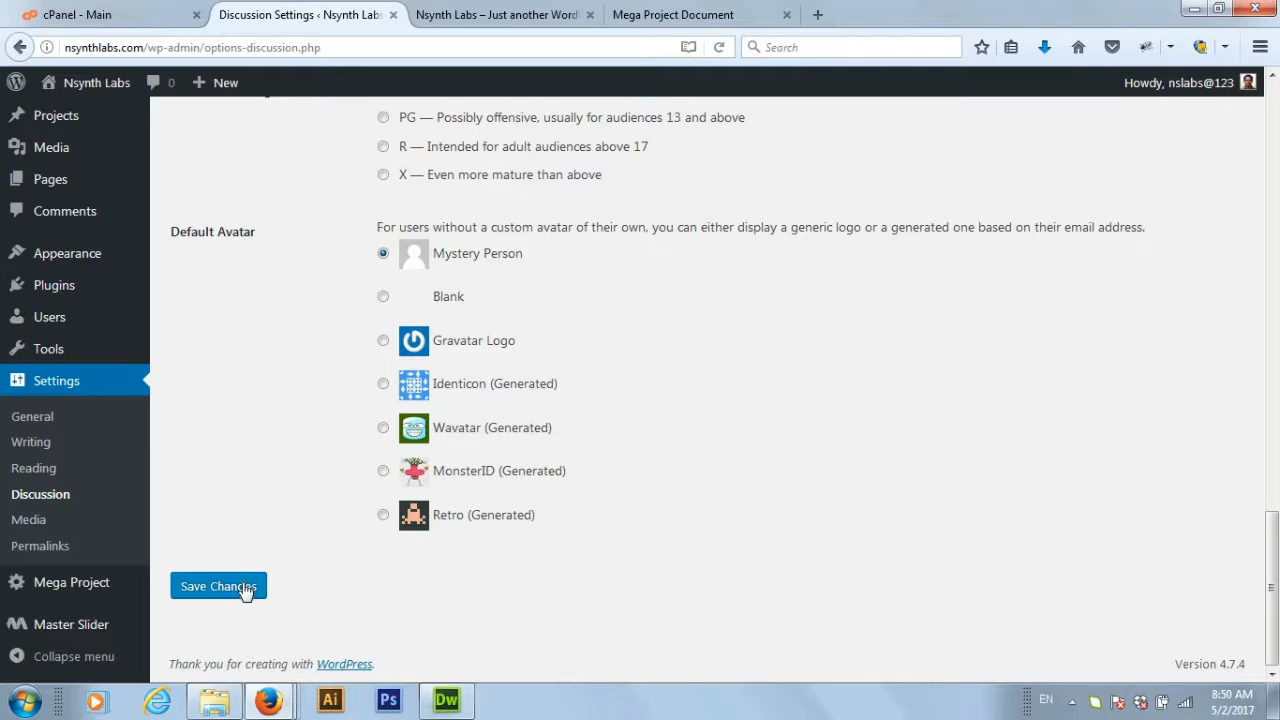 cPanel - Main
Discussion Settings ‹ Nsynth Labs
Nsynth Labs – Just another Word
Mega Project Document
nsynthlabs.com/wp-admin/options-discussion.php
Search
Nsynth Labs
0
New
Howdy, nslabs@123
Projects
Media
Pages
Comments
Appearance
Plugins
Users
Tools
Settings
General
Writing
Reading
Discussion
Media
Permalinks
Mega Project
Master Slider
Collapse menu
PG — Possibly offensive, usually for audiences 13 and above
R — Intended for adult audiences above 17
X — Even more mature than above
Default Avatar
For users without a custom avatar of their own, you can either display a generic logo or a generated one based on their email address.
Mystery Person
Blank
Gravatar Logo
Identicon (Generated)
Wavatar (Generated)
MonsterID (Generated)
Retro (Generated)
Save Changes
Thank you for creating with WordPress.
Version 4.7.4
Ai
Ps
Dw
EN
8:50 AM
5/2/2017